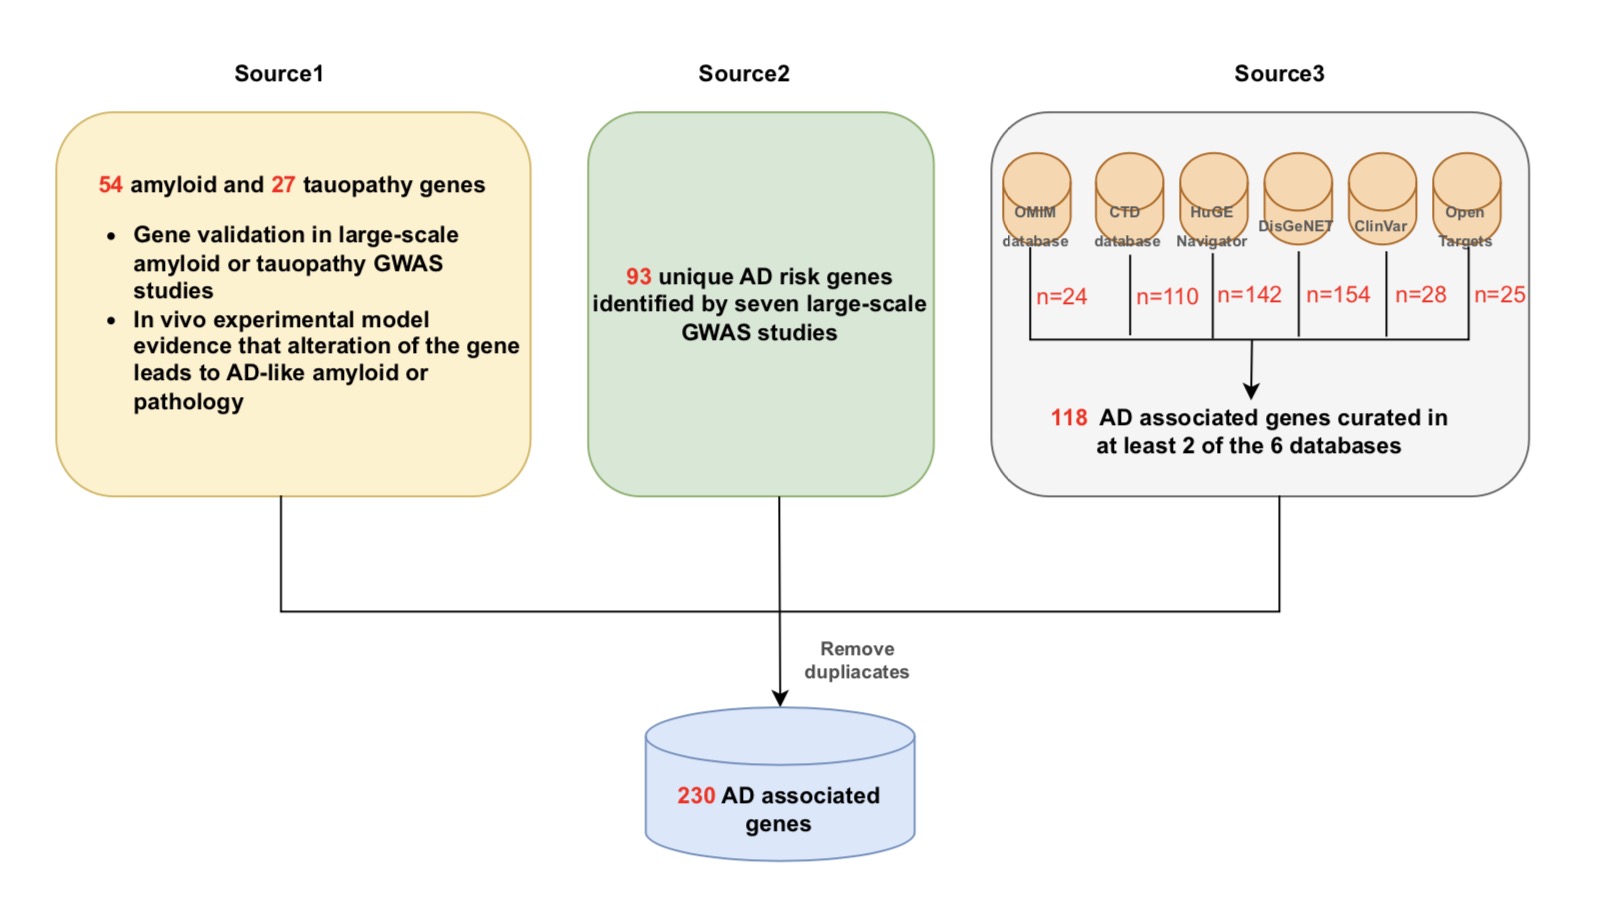 Source1
Source2
Source3
54 amyloid and 27 tauopathy genes
• Gene validation in large-scale
amyloid or tauopathy GWAS
studies
• In vivo experimental model
evidence that alteration of the gene
leads to AD-like amyloid or
pathology
93 unique AD risk genes
identified by seven large-scale
GWAS studies
OMIM
database
CTD
database
HuGE
Navigator
DisGeNET
ClinVar
Open
Targets
n=24
n=110
n=142
n=154
n=28
n=25
118 AD associated genes curated in
at least 2 of the 6 databases
Remove
dupliacates
230 AD associated
genes